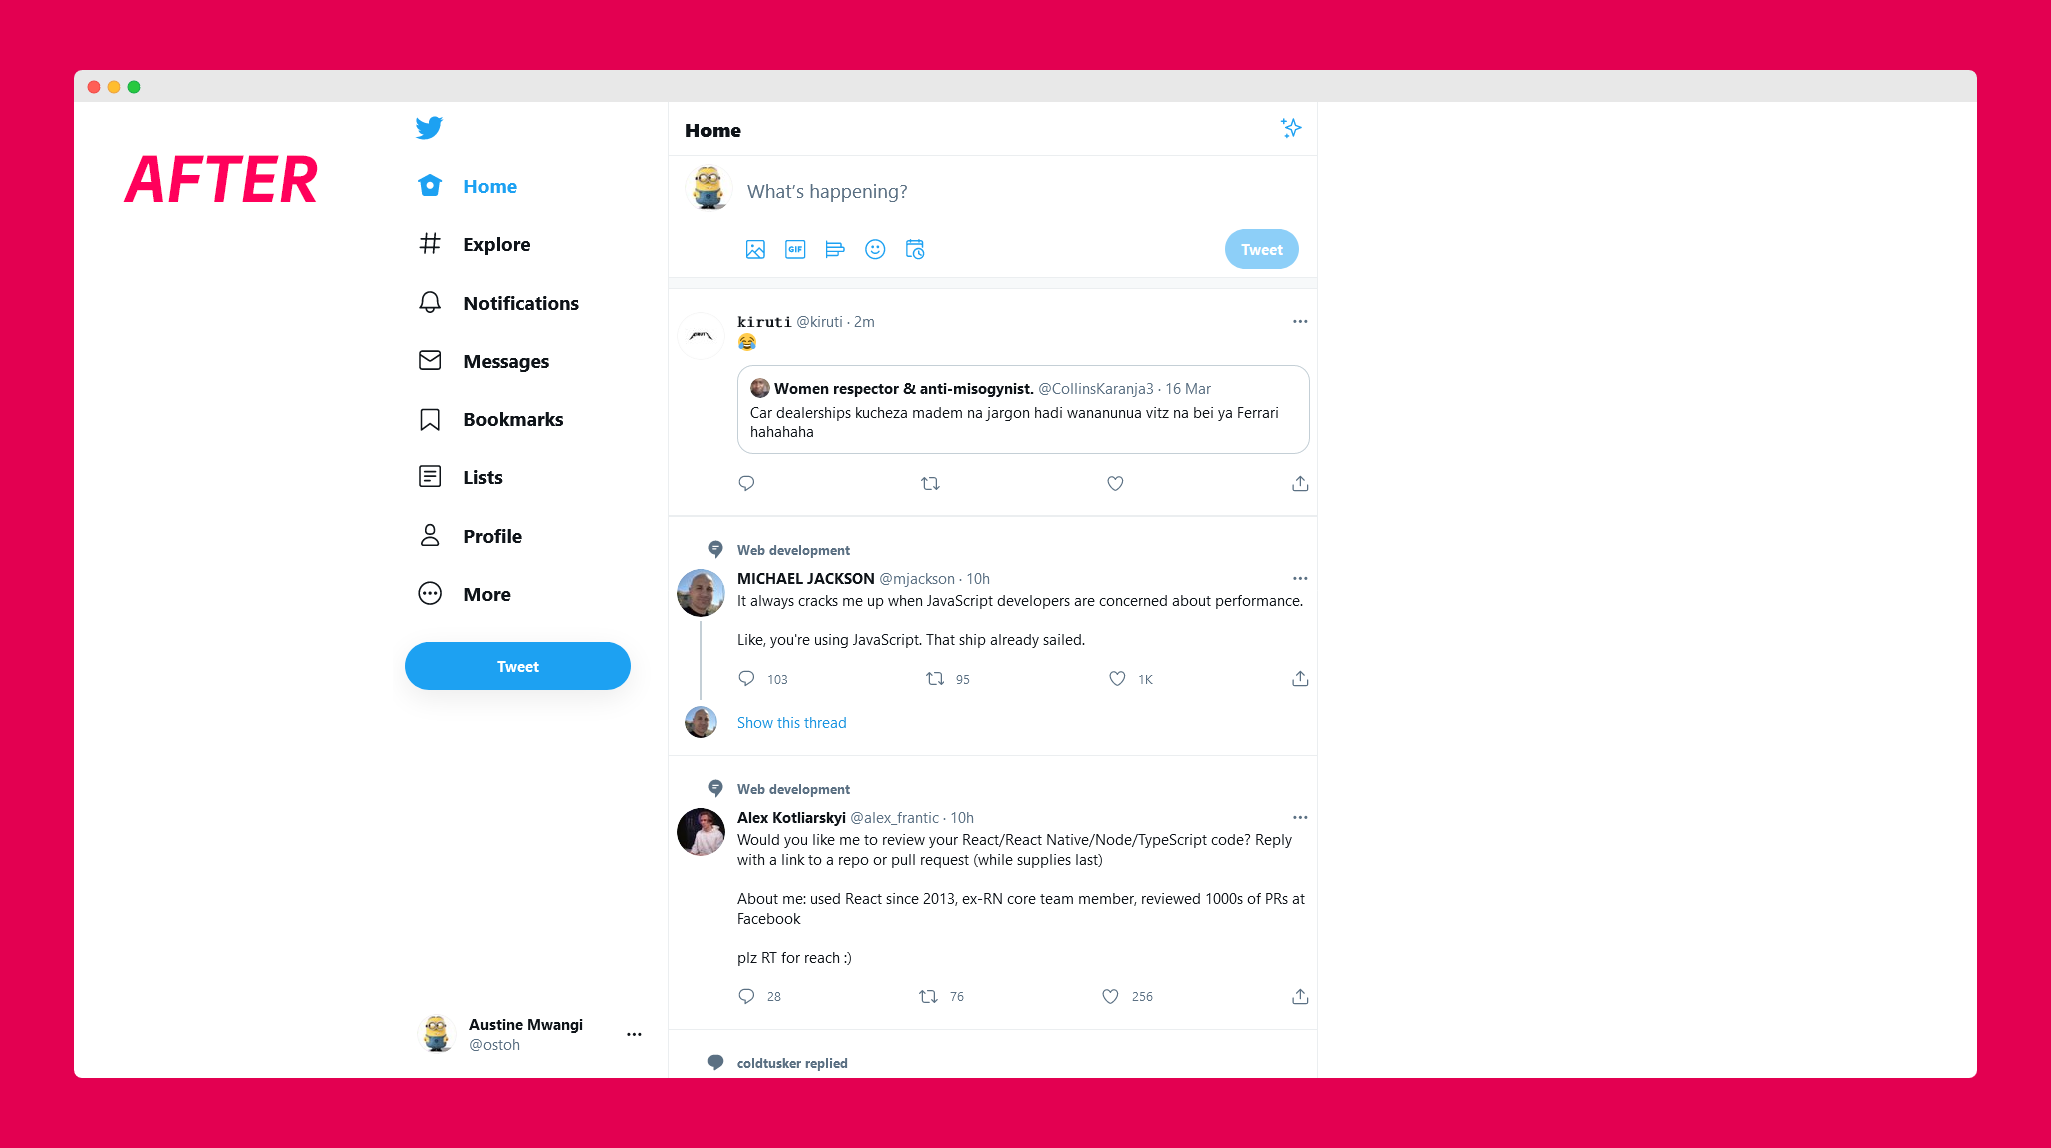 AFTER
Home
Explore
Notifications
Messages
Bookmarks
Lists
Profile
More
Tweet
Austine Mwangi
@ostoh
Home
What's happening?
GIF
Tweet
kiruti @kiruti · 2m
😂
Women respector & anti-misogynist. @CollinsKaranja3 · 16 Mar
Car dealerships kucheza madem na jargon hadi wananunua vitz na bei ya Ferrari
hahahaha
Web development
MICHAEL JACKSON @mjackson · 10h
It always cracks me up when JavaScript developers are concerned about performance.
Like, you're using JavaScript. That ship already sailed.
103 95 1K
Show this thread
Web development
Alex Kotliarskyi @alex_frantic · 10h
Would you like me to review your React/React Native/Node/TypeScript code? Reply
with a link to a repo or pull request (while supplies last)
About me: used React since 2013, ex-RN core team member, reviewed 1000s of PRs at
Facebook
plz RT for reach :)
28 76 256
coldtusker replied